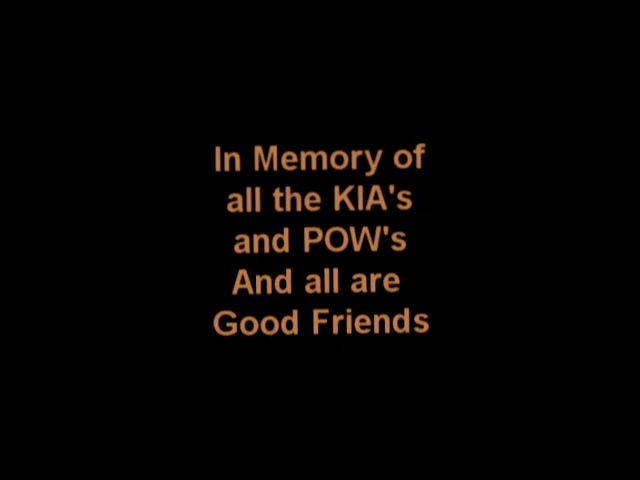 In Memory of
all the KIA's
and POW's
And all are
Good Friends